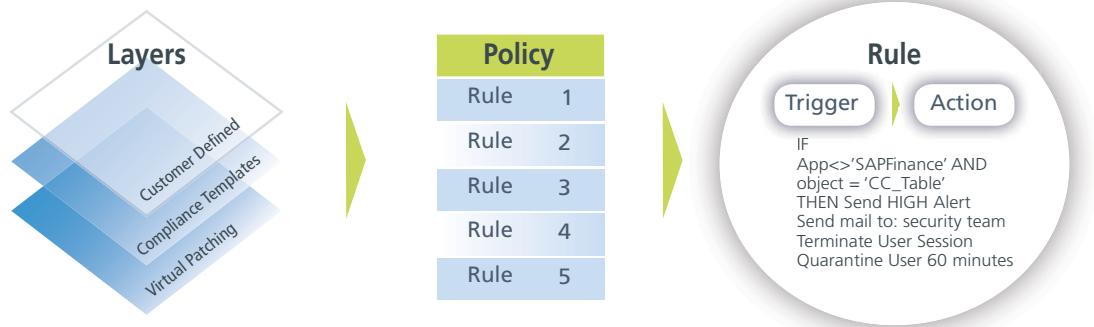 Layers
Customer Defined
Compliance Templates
Virtual Patching
Policy
Rule 1
Rule 2
Rule 3
Rule 4
Rule 5
Rule
Trigger
Action
IF
App<>'SAPFinance' AND
object = 'CC_Table'
THEN Send HIGH Alert
Send mail to: security team
Terminate User Session
Quarantine User 60 minutes